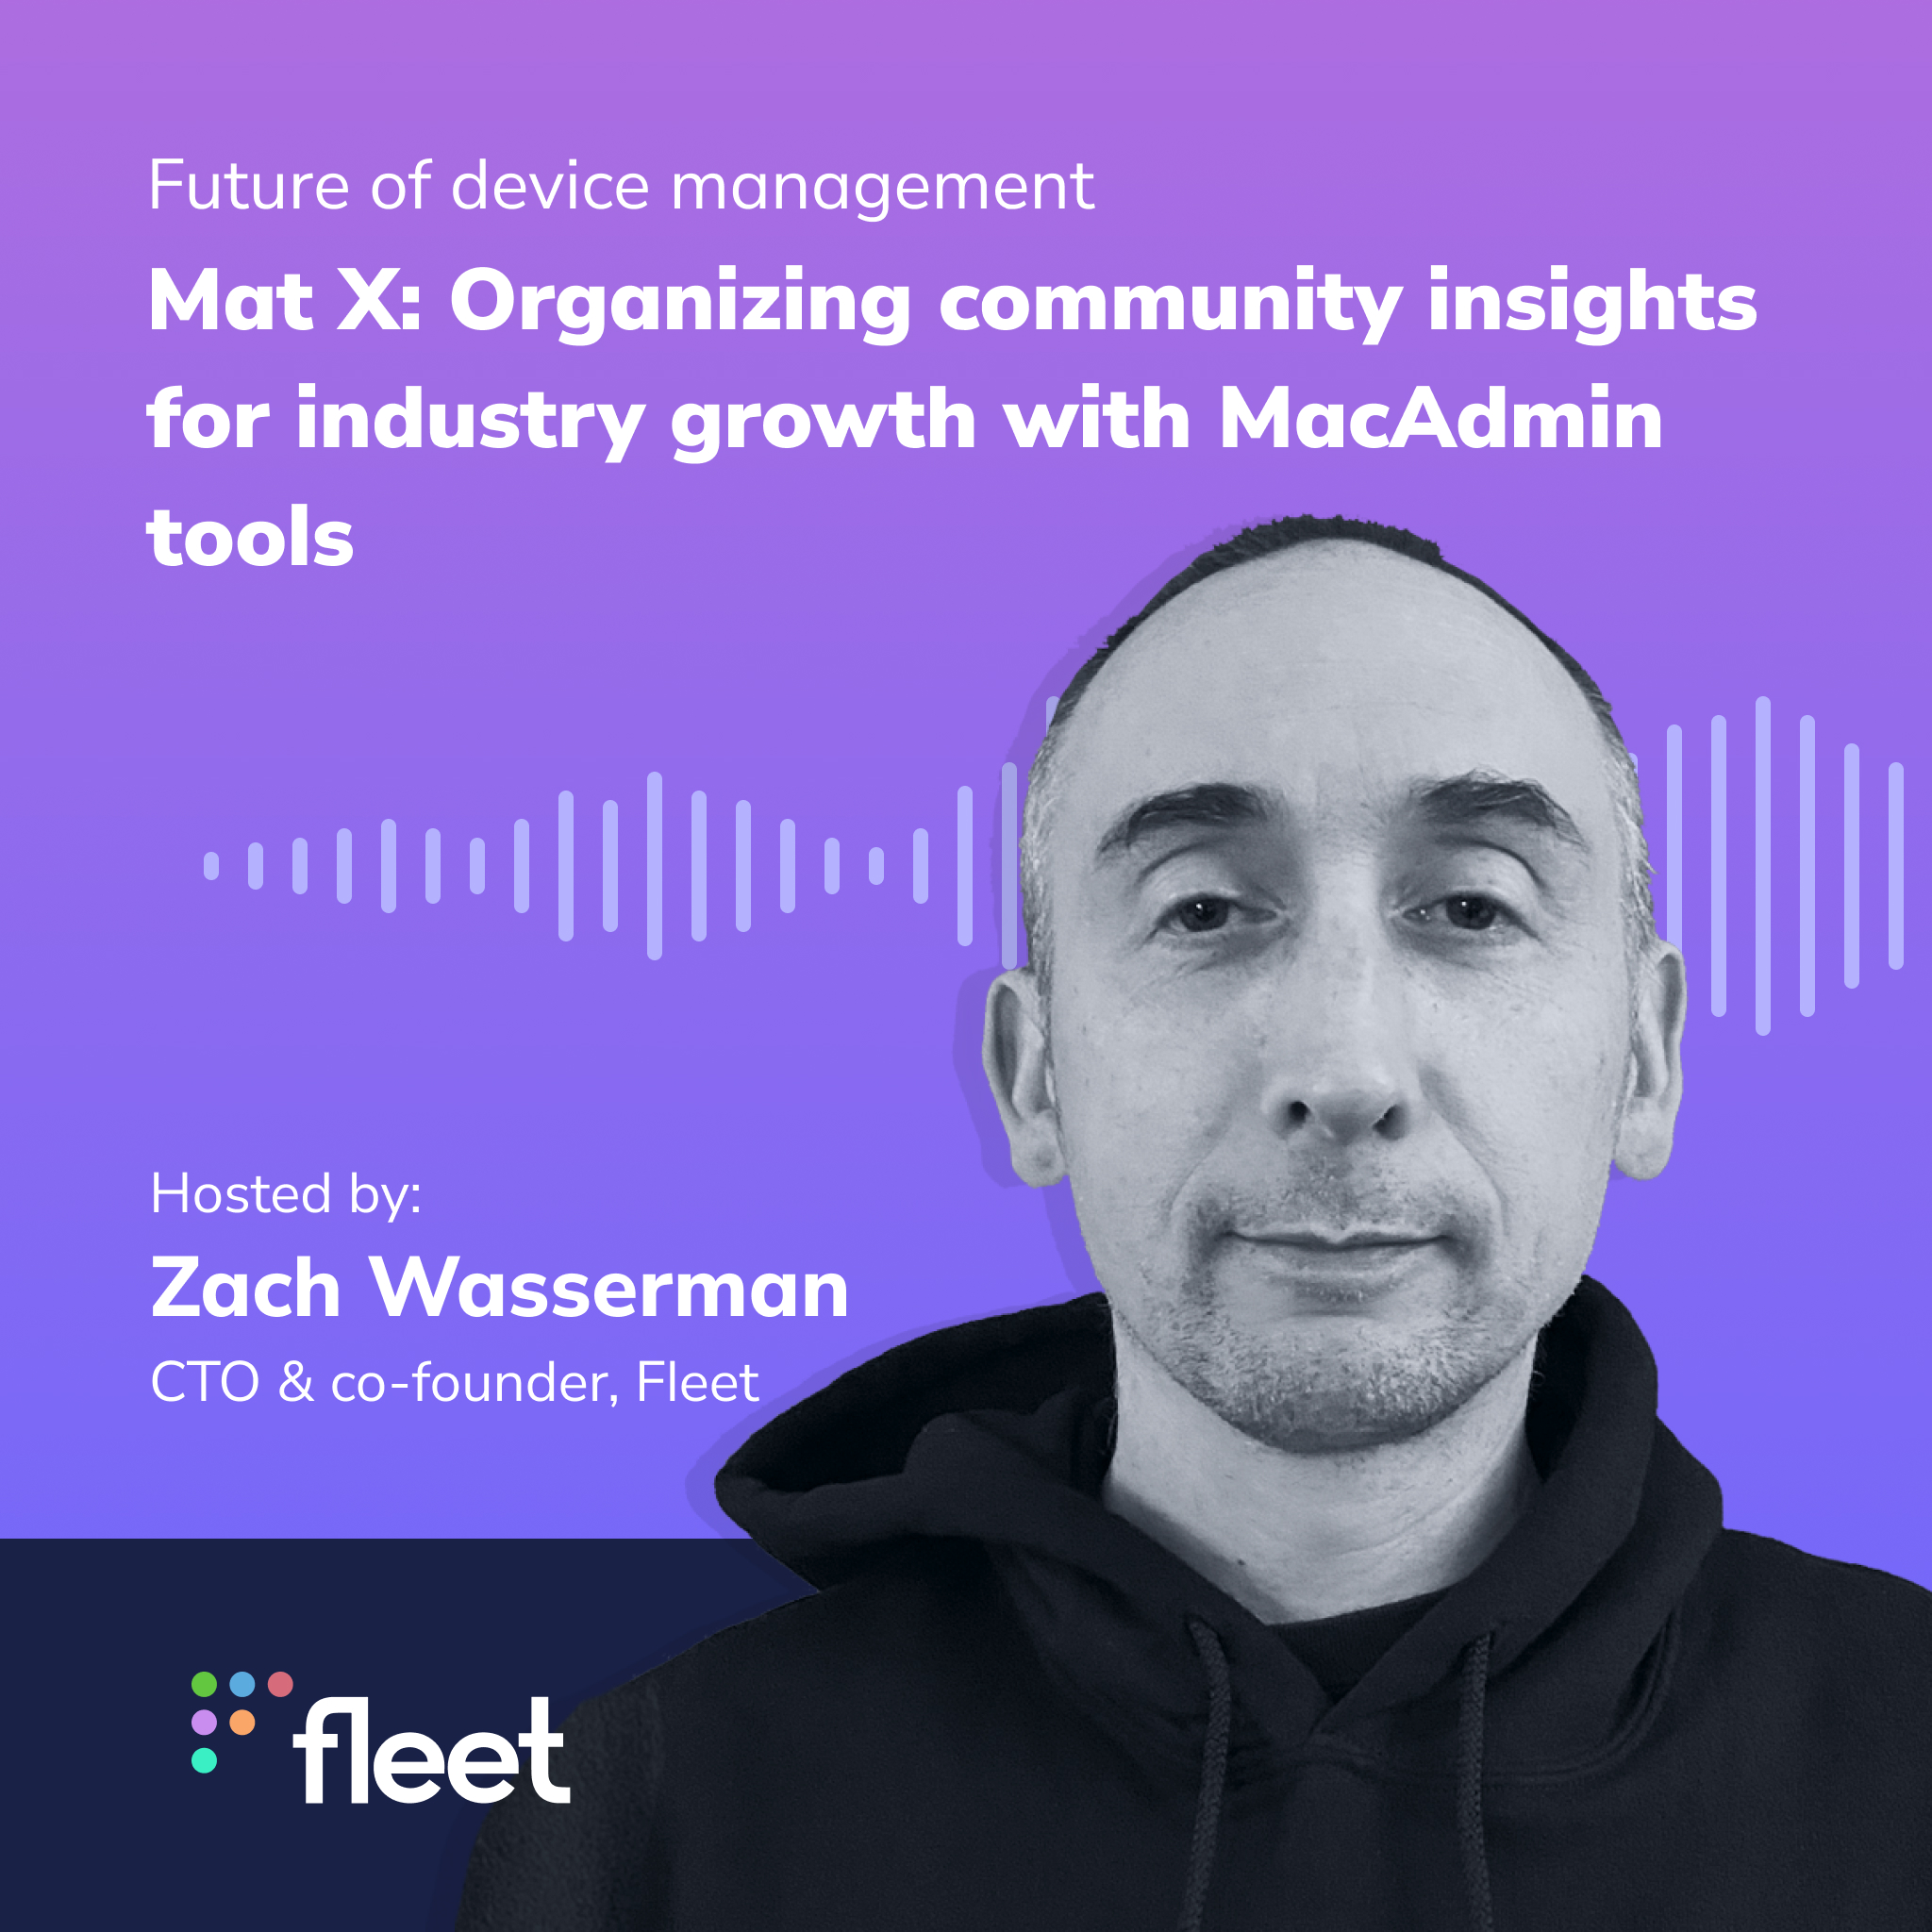 Future of device management
Mat X: Organizing community insights
for industry growth with MacAdmin
tools
Hosted by:
Zach Wasserman
CTO & co-founder, Fleet
fleet